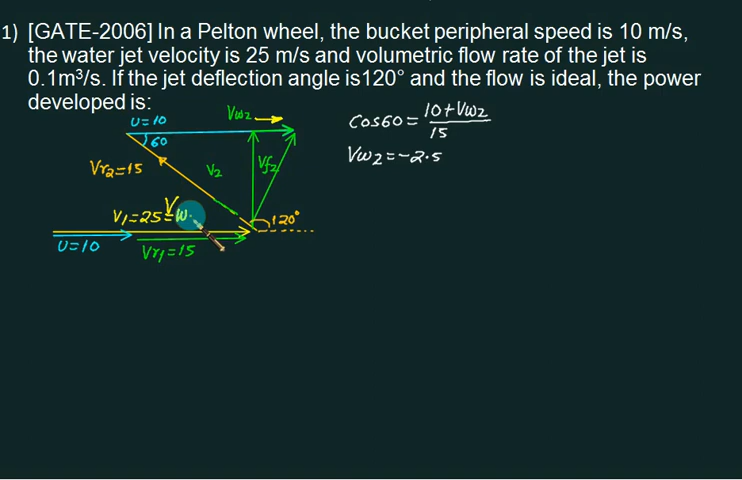 1) [GATE-2006] In a Pelton wheel, the bucket peripheral speed is 10 m/s,
the water jet velocity is 25 m/s and volumetric flow rate of the jet is
0.1m³/s. If the jet deflection angle is120° and the flow is ideal, the power
developed is:
U=10
Vw2
Cos60 = 10+Vw2 / 15
60
Vw2=-2.5
Vr2=15
V2
Vf2
V1=25=Vw
120°
U=10
Vr1=15